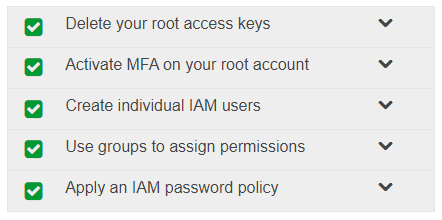 Delete your root access keys
Activate MFA on your root account
Create individual IAM users
Use groups to assign permissions
Apply an IAM password policy